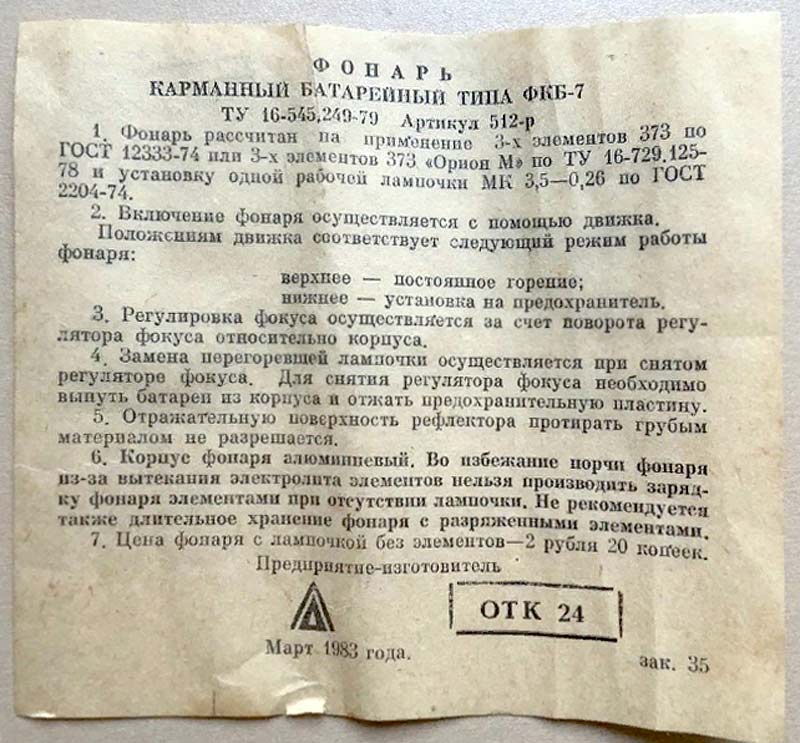 ФОНАРЬ
КАРМАННЫЙ БАТАРЕЙНЫЙ ТИПА ФКБ-7
ТУ 16-545.249-79 Артикул 512-р
1. Фонарь рассчитан на применение 3-х элементов 373 по
ГОСТ 12333-74 или 3-х элементов 373 «Орион М» по ТУ 16-729.125-
78 и установку одной рабочей лампочки МК 3,5—0,26 по ГОСТ
2204-74.
2. Включение фонаря осуществляется с помощью движка.
Положениям движка соответствует следующий режим работы
фонаря:
верхнее — постоянное горение;
нижнее — установка на предохранитель.
3. Регулировка фокуса осуществляется за счет поворота регу-
лятора фокуса относительно корпуса.
4. Замена перегоревшей лампочки осуществляется при снятом
регуляторе фокуса. Для снятия регулятора фокуса необходимо
вынуть батареи из корпуса и отжать предохранительную пластину.
5. Отражательную поверхность рефлектора протирать грубым
материалом не разрешается.
6. Корпус фонаря алюминиевый. Во избежание порчи фонаря
из-за вытекания электролита элементов нельзя производить заряд-
ку фонаря элементами при отсутствии лампочки. Не рекомендуется
также длительное хранение фонаря с разряженными элементами.
7. Цена фонаря с лампочкой без элементов—2 рубля 20 копеек.
Предприятие-изготовитель
ОТК 24
Март 1983 года.
зак. 35